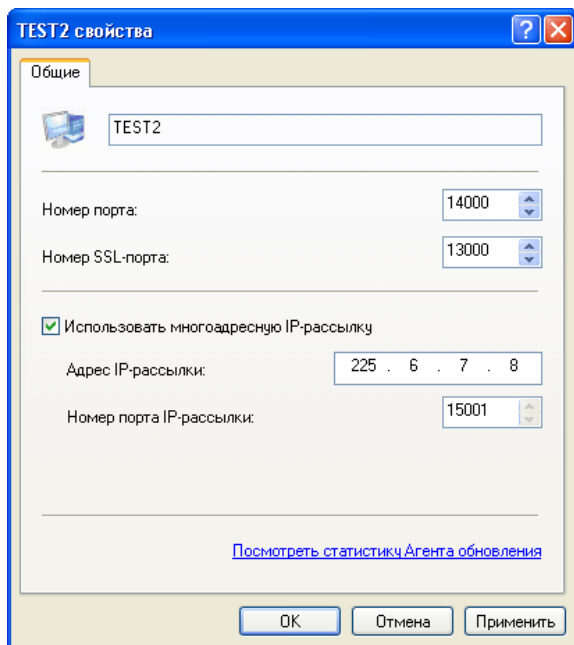 TEST2 свойства
Общие
TEST2
Номер порта: 14000
Номер SSL-порта: 13000
Использовать многоадресную IP-рассылку
Адрес IP-рассылки: 225 . 6 . 7 . 8
Номер порта IP-рассылки: 15001
Посмотреть статистику Агента обновления
OK Отмена Применить